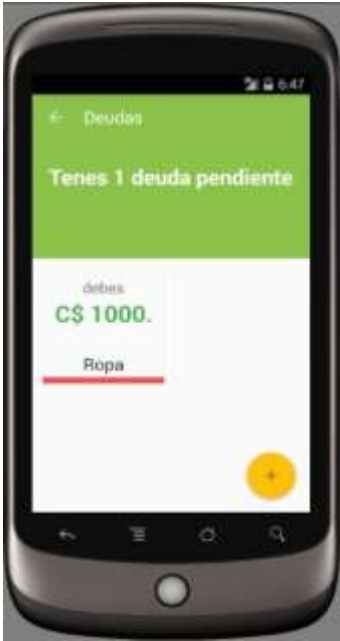 6:47
Deudas
Tenes 1 deuda pendiente
debes
C$ 1000.
Ropa
+